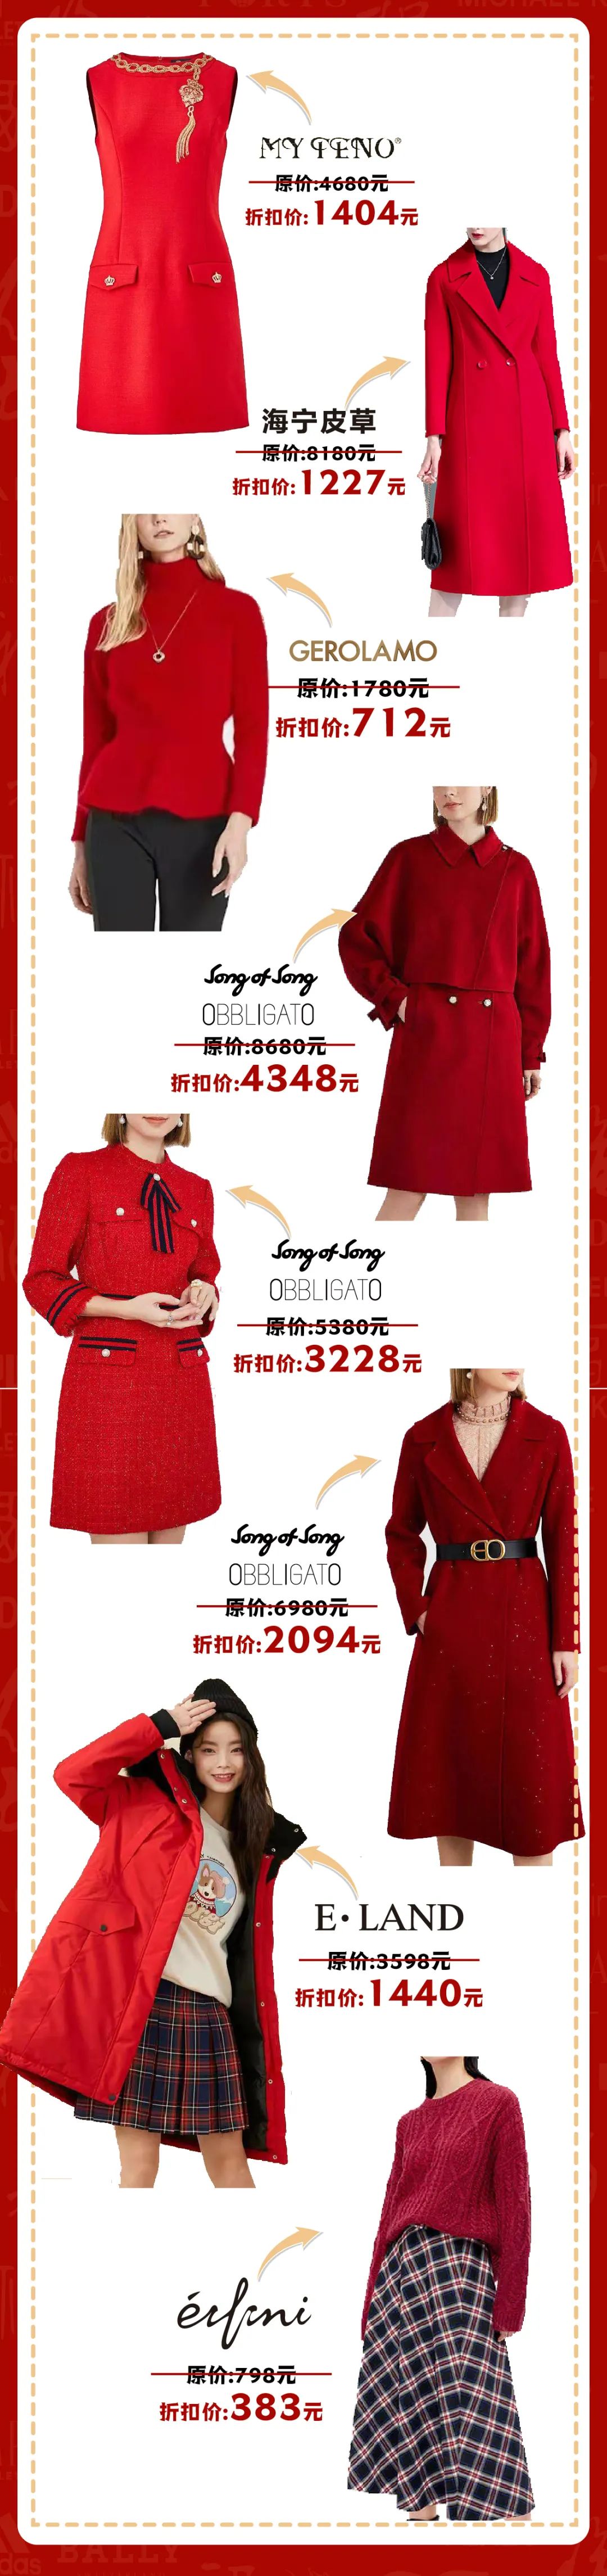 MY TENO®
原价:4680元
折扣价:1404元
海宁皮草
原价:8180元
折扣价:1227元
GEROLAMO
原价:1780元
折扣价:712元
Song of Song
OBBLIGATO
原价:8680元
折扣价:4348元
Song of Song
OBBLIGATO
原价:5380元
折扣价:3228元
Song of Song
OBBLIGATO
原价:6980元
折扣价:2094元
E·LAND
原价:3598元
折扣价:1440元
éifini
原价:798元
折扣价:383元
BALLY